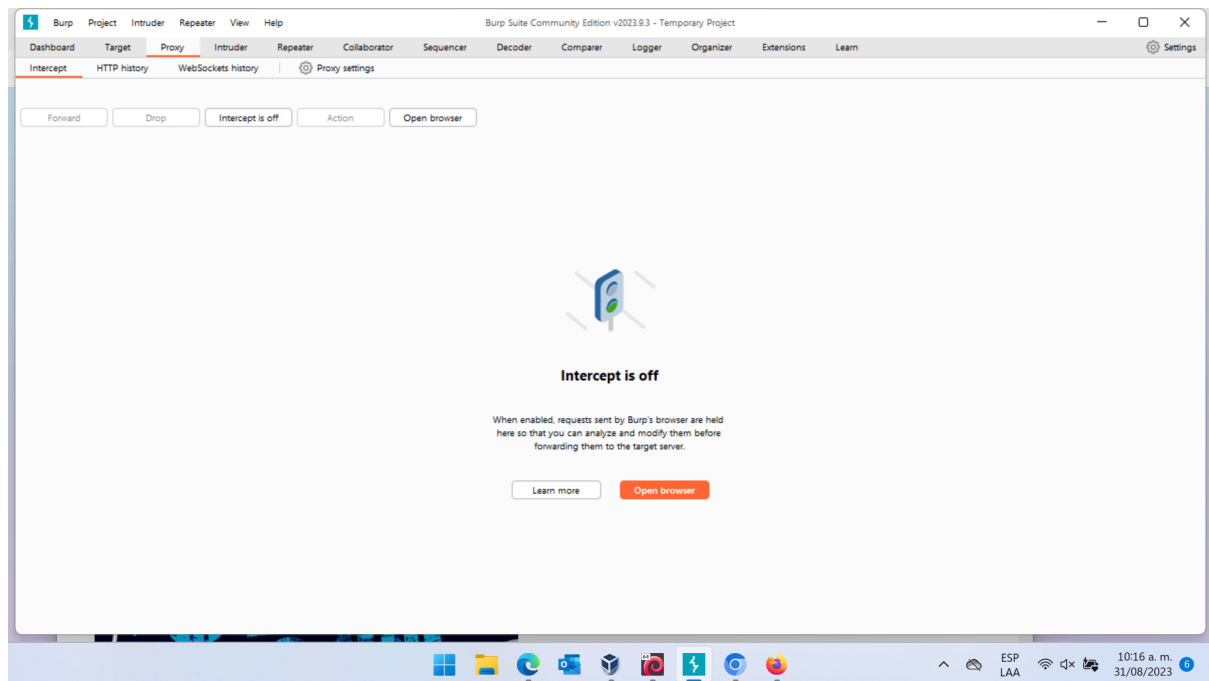 Burp Project Intruder Repeater View Help Burp Suite Community Edition v2023.9.3 - Temporary Project
Dashboard Target Proxy Intruder Repeater Collaborator Sequencer Decoder Comparer Logger Organizer Extensions Learn Settings
Intercept HTTP history WebSockets history Proxy settings
Forward Drop Intercept is off Action Open browser
Intercept is off
When enabled, requests sent by Burp's browser are held
here so that you can analyze and modify them before
forwarding them to the target server.
Learn more Open browser
64
ESP
LAA
10:16 a. m.
31/08/2023
6